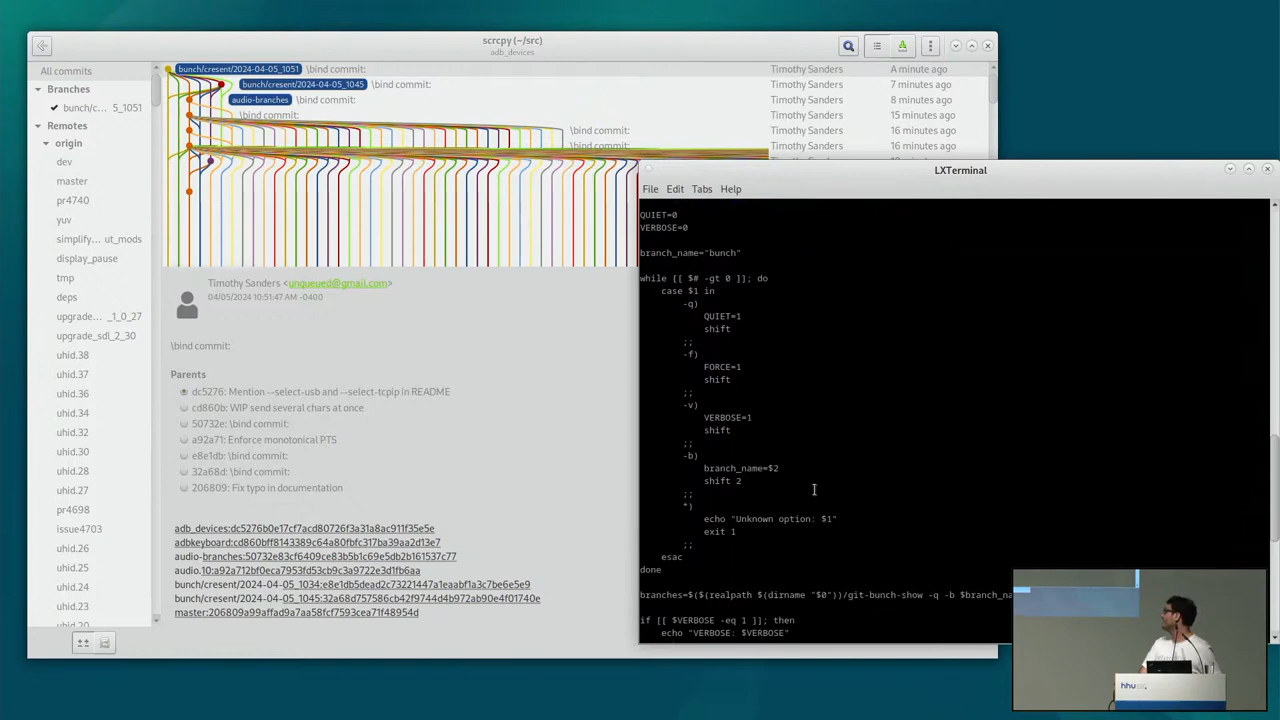 scrcpy (~/src)
adb_devices
All commits
Branches
bunch/c... 5_1051
Remotes
origin
dev
master
pr4740
yuv
simplify... ut_mods
display_pause
tmp
deps
upgrade... _1_0_27
upgrade_sdl_2_30
uhid.38
uhid.37
uhid.36
uhid.34
uhid.32
uhid.30
uhid.28
uhid.27
pr4698
issue4703
uhid.26
uhid.25
uhid.24
uhid.23
uhid.20
bunch/cresent/2024-04-05_1051 \bind commit: Timothy Sanders A minute ago
bunch/cresent/2024-04-05_1045 \bind commit: Timothy Sanders 7 minutes ago
audio-branches \bind commit: Timothy Sanders 8 minutes ago
\bind commit: Timothy Sanders 15 minutes ago
\bind commit: Timothy Sanders 16 minutes ago
\bind commit: Timothy Sanders 16 minutes ago
Timothy Sanders <unqueued@gmail.com>
04/05/2024 10:51:47 AM -0400
\bind commit:
Parents
dc5276: Mention --select-usb and --select-tcpip in README
cd860b: WIP send several chars at once
50732e: \bind commit:
a92a71: Enforce monotonical PTS
e8e1db: \bind commit:
32a68d: \bind commit:
206809: Fix typo in documentation
adb_devices:dc5276b0e17cf7acd80726f3a31a8ac911f35e5e
adbkeyboard:cd860bff8143389c64a80bfbc317ba39aa2d13e7
audio-branches:50732e83cf6409ce83b5b1c69e5db2b161537c77
audio.10:a92a712bf0ca7e3953fd53cfeca922e3d1fb6aa
bunch/cresent/2024-04-05_1034:e8e1db5dead2c73221447a1eaabf1a3c7be6e5e9
bunch/cresent/2024-04-05_1045:32a68d757586cb42f9744d4b972ab90e4f01740e
master:206809a99affad9a7aa58fcf7593cea71f48954d
LXTerminal
File Edit Tabs Help
QUIET=0
VERBOSE=0
branch_name="bunch"
while [[ $# -gt 0 ]]; do
case $1 in
-q)
QUIET=1
shift
;;
-f)
FORCE=1
shift
;;
-v)
VERBOSE=1
shift
;;
-b)
branch_name=$2
shift 2
;;
*)
echo "Unknown option: $1"
exit 1
;;
esac
done
branches=$($(realpath $(dirname "$0"))/git-bunch-show -q -b $branch_na
if [[ $VERBOSE -eq 1 ]]; then
echo "VERBOSE: $VERBOSE"
hhu